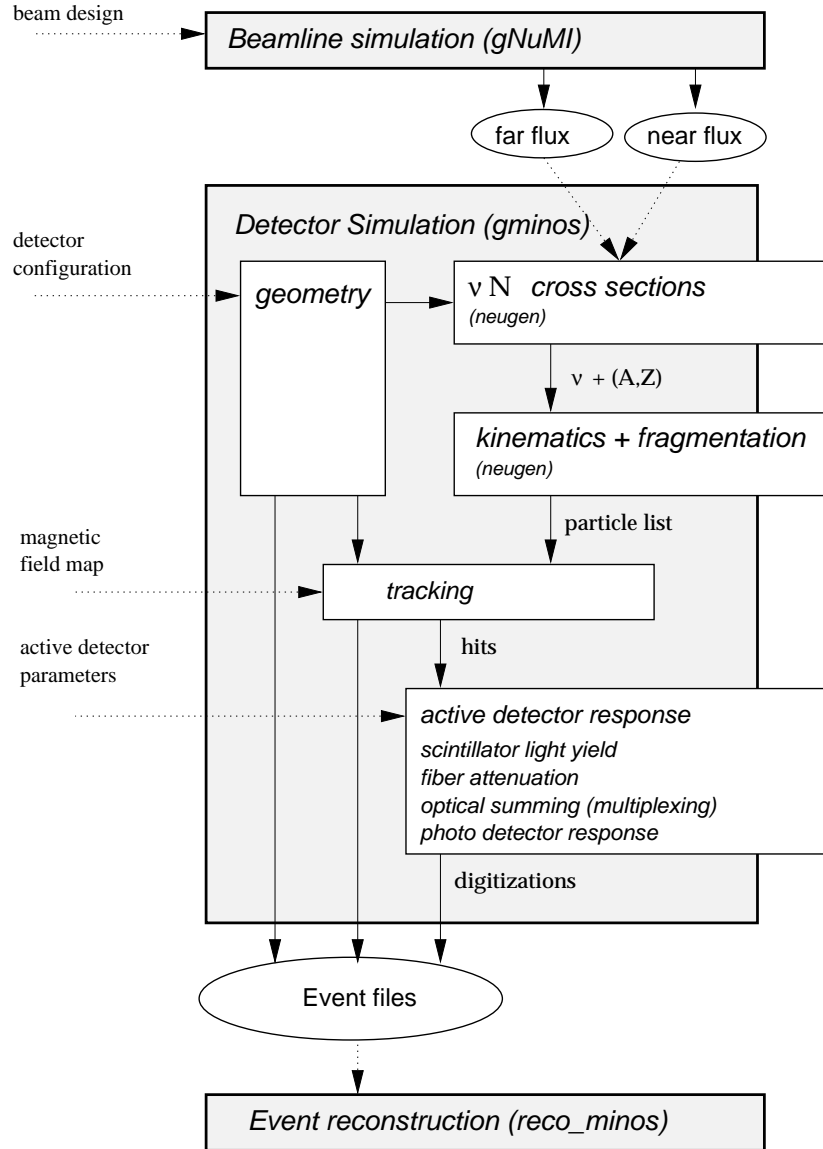 beam design
Beamline simulation (gNuMI)
far flux
near flux
Detector Simulation (gminos)
detector
configuration
geometry
ν N cross sections
(neugen)
ν + (A,Z)
kinematics + fragmentation
(neugen)
particle list
magnetic
field map
tracking
hits
active detector
parameters
active detector response
scintillator light yield
fiber attenuation
optical summing (multiplexing)
photo detector response
digitizations
Event files
Event reconstruction (reco_minos)